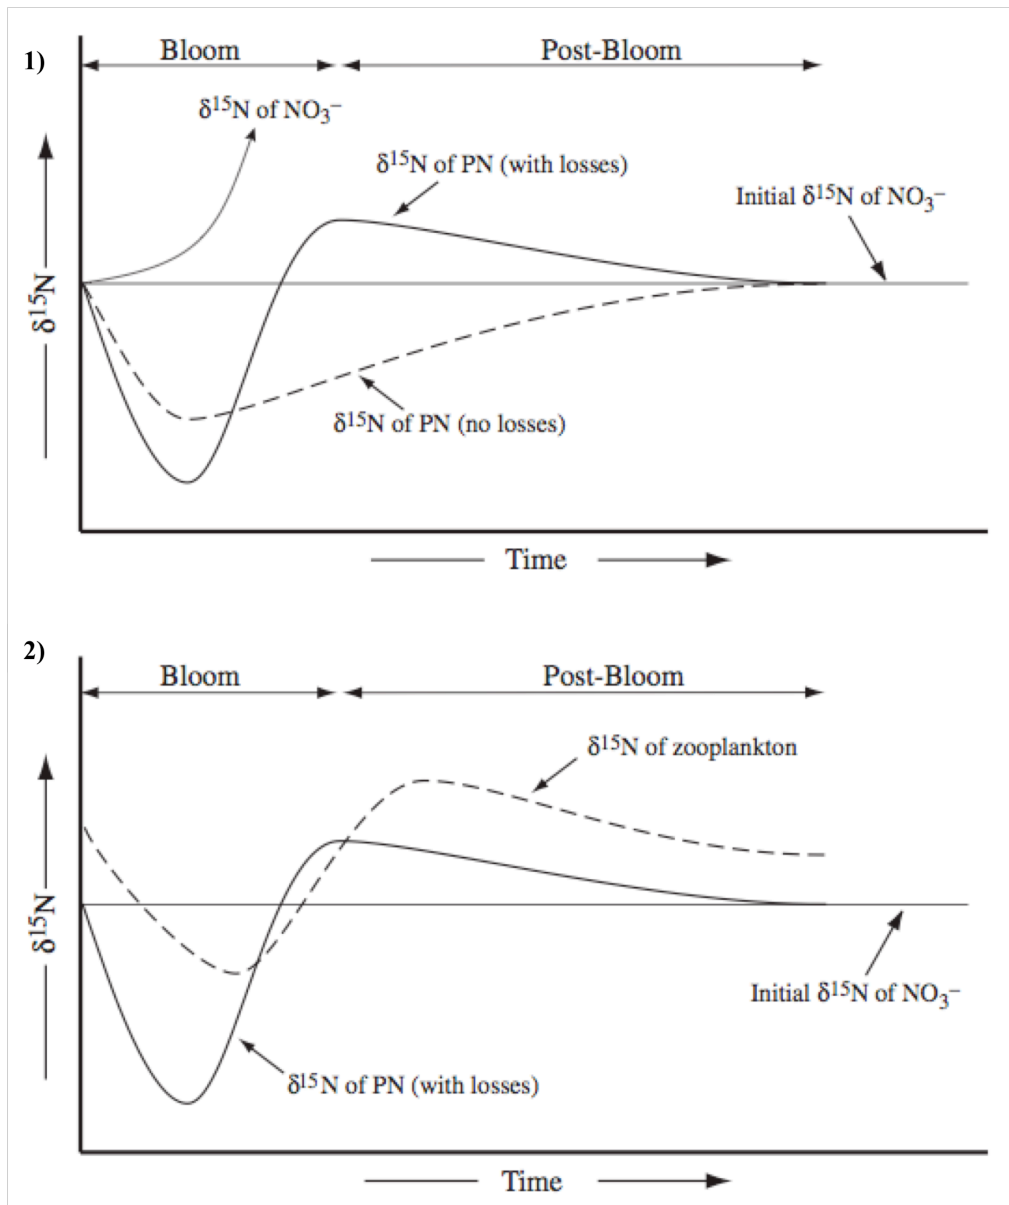 1)
Bloom
Post-Bloom
δ¹⁵N of NO₃⁻
δ¹⁵N of PN (with losses)
Initial δ¹⁵N of NO₃⁻
δ¹⁵N
δ¹⁵N of PN (no losses)
Time
2)
Bloom
Post-Bloom
δ¹⁵N of zooplankton
δ¹⁵N
Initial δ¹⁵N of NO₃⁻
δ¹⁵N of PN (with losses)
Time